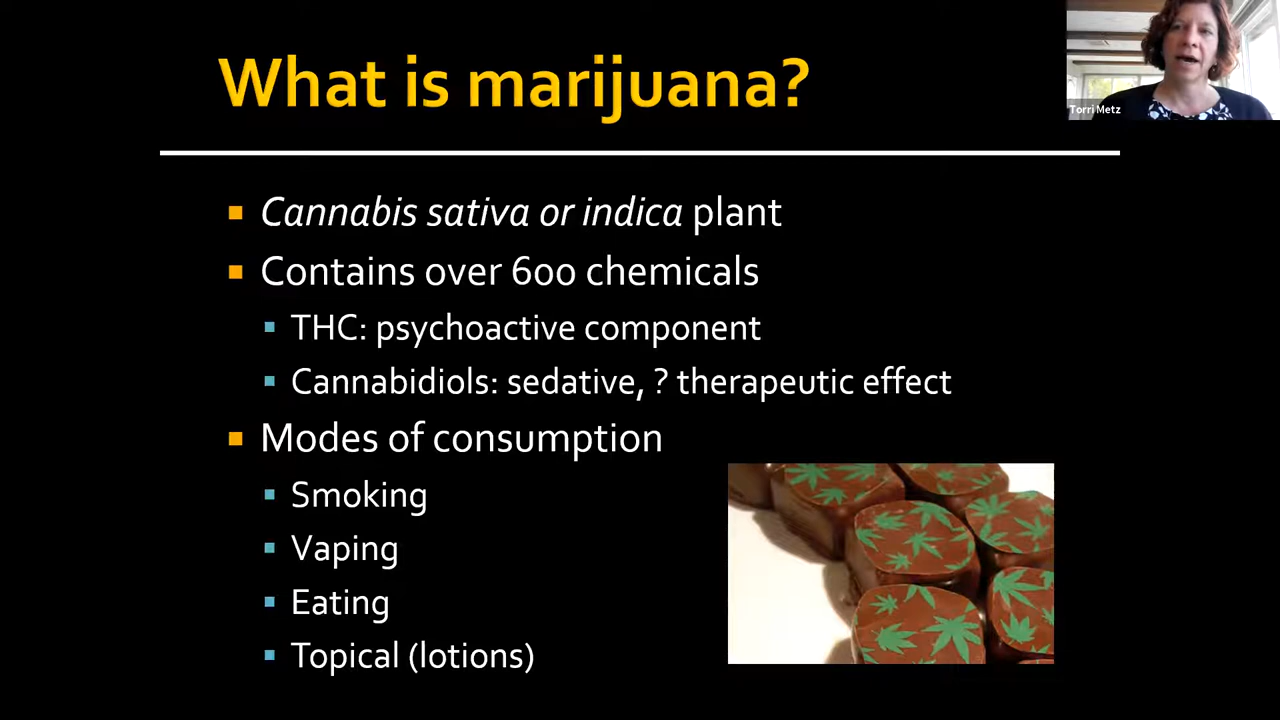 What is marijuana?
Torri Metz
Cannabis sativa or indica plant
Contains over 600 chemicals
THC: psychoactive component
Cannabidiols: sedative, ? therapeutic effect
Modes of consumption
Smoking
Vaping
Eating
Topical (lotions)